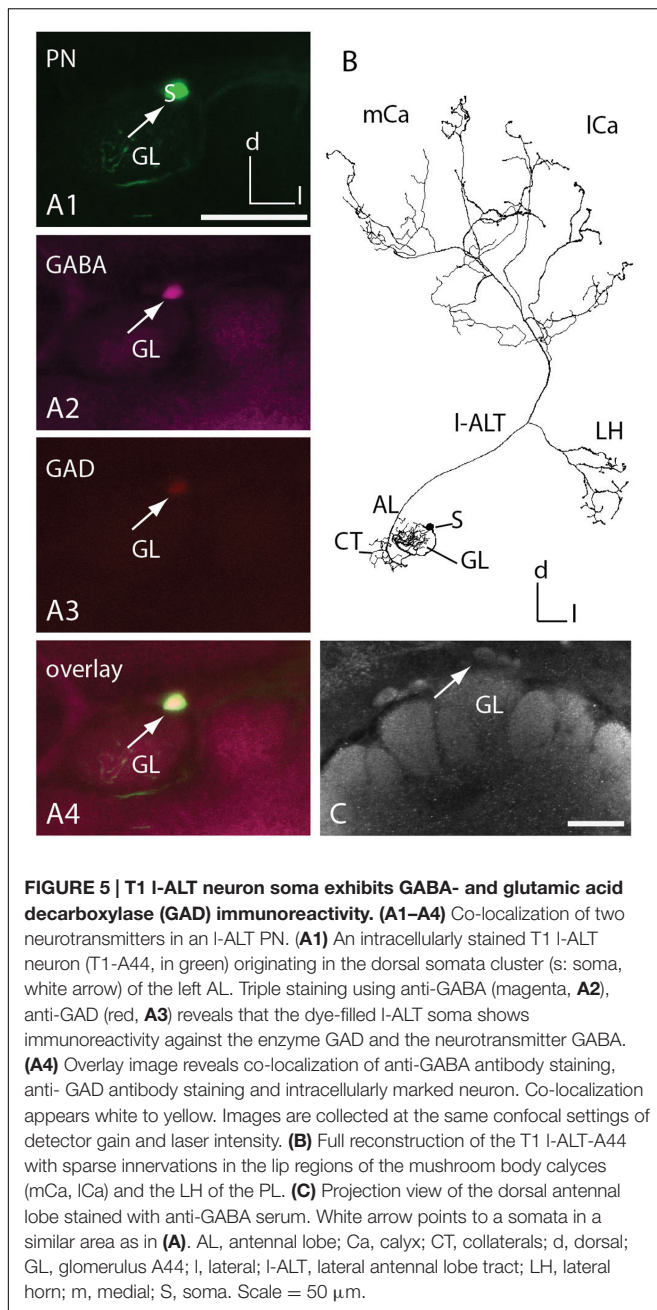 PN
S
GL
d
l
A1
GABA
GL
A2
GAD
GL
A3
overlay
GL
A4
B
mCa
lCa
l-ALT
LH
AL
S
CT
GL
d
l
GL
C
FIGURE 5 | T1 l-ALT neuron soma exhibits GABA- and glutamic acid
decarboxylase (GAD) immunoreactivity. (A1–A4) Co-localization of two
neurotransmitters in an l-ALT PN. (A1) An intracellularly stained T1 l-ALT
neuron (T1-A44, in green) originating in the dorsal somata cluster (s: soma,
white arrow) of the left AL. Triple staining using anti-GABA (magenta, A2),
anti-GAD (red, A3) reveals that the dye-filled l-ALT soma shows
immunoreactivity against the enzyme GAD and the neurotransmitter GABA.
(A4) Overlay image reveals co-localization of anti-GABA antibody staining,
anti- GAD antibody staining and intracellularly marked neuron. Co-localization
appears white to yellow. Images are collected at the same confocal settings of
detector gain and laser intensity. (B) Full reconstruction of the T1 l-ALT-A44
with sparse innervations in the lip regions of the mushroom body calyces
(mCa, lCa) and the LH of the PL. (C) Projection view of the dorsal antennal
lobe stained with anti-GABA serum. White arrow points to a somata in a
similar area as in (A). AL, antennal lobe; Ca, calyx; CT, collaterals; d, dorsal;
GL, glomerulus A44; l, lateral; l-ALT, lateral antennal lobe tract; LH, lateral
horn; m, medial; S, soma. Scale = 50 μm.